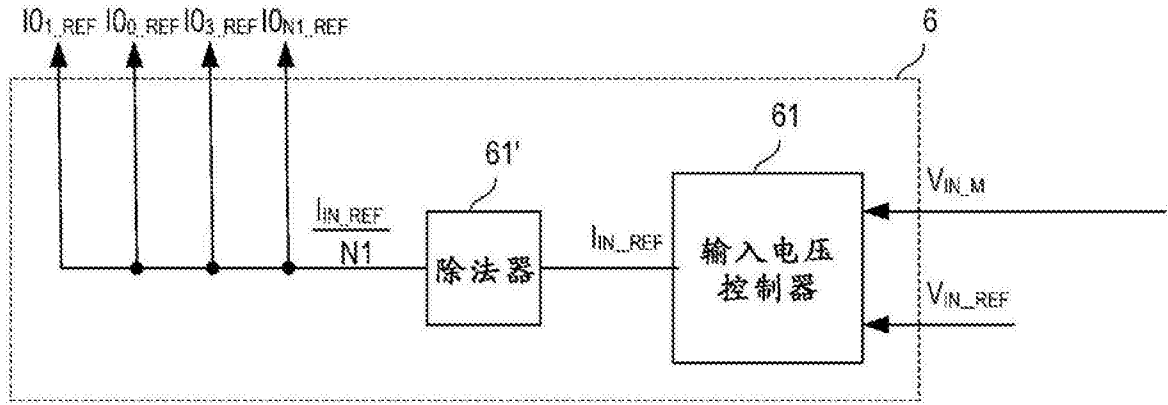 IO1_REF IO0_REF IO3_REF ION1_REF
6
61
61'
VIN_M
IIN_REF
N1
IIN_REF
除法器
输入电压
控制器
VIN_REF